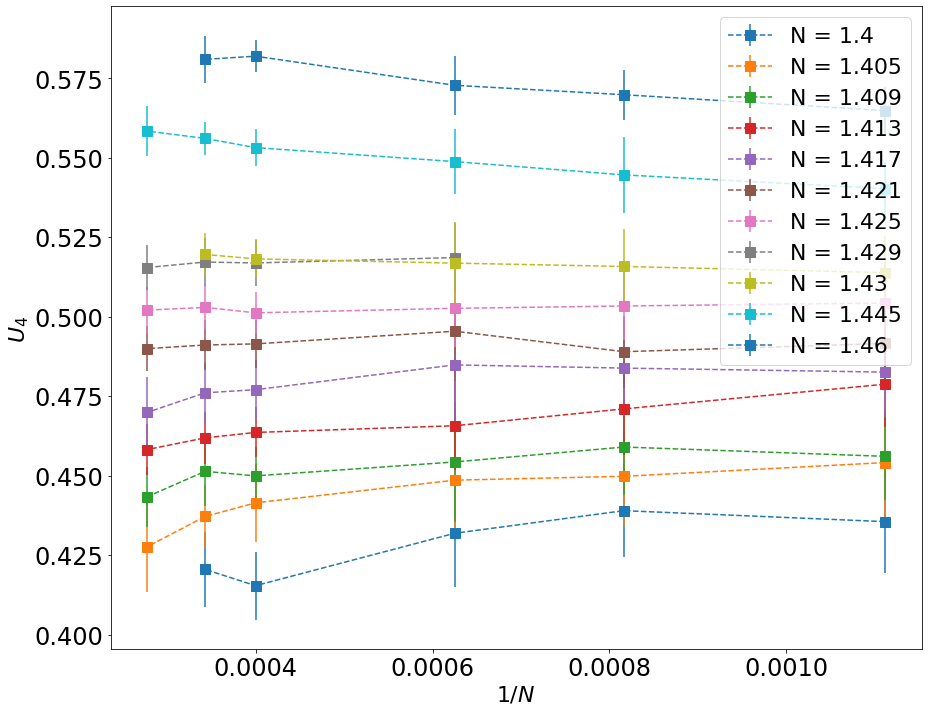 N = 1.4
N = 1.405
N = 1.409
N = 1.413
N = 1.417
N = 1.421
N = 1.425
N = 1.429
N = 1.43
N = 1.445
N = 1.46
0.575
0.550
0.525
0.500
0.475
0.450
0.425
0.400
U4
0.0004 0.0006 0.0008 0.0010
1/N